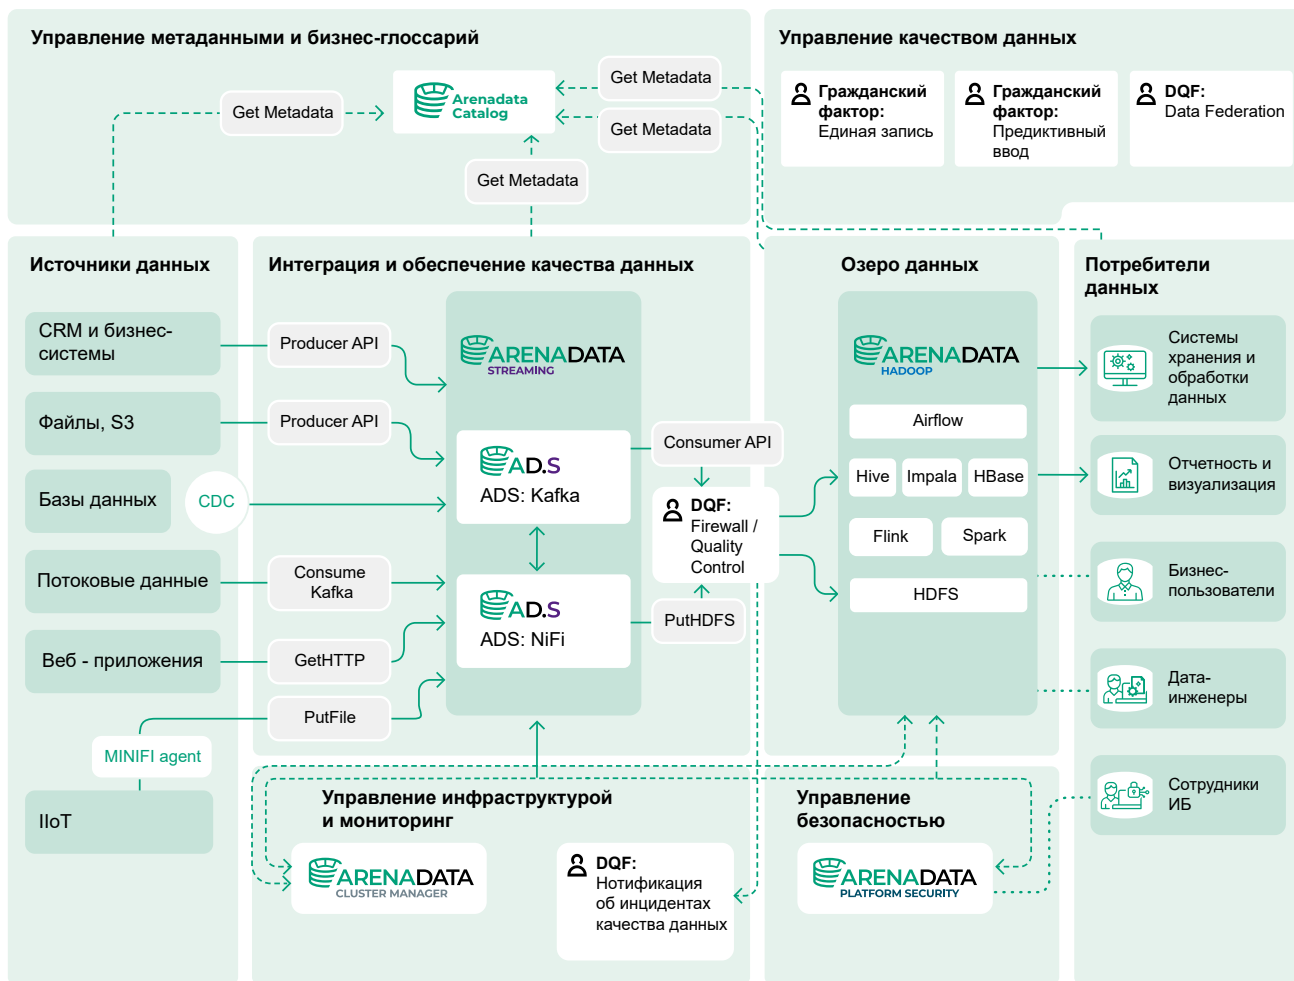 Управление метаданными и бизнес-глоссарий
Get Metadata
Arenadata
Catalog
Get Metadata
Get Metadata
Get Metadata
Управление качеством данных
Гражданский
фактор:
Единая запись
Гражданский
фактор:
Предиктивный
ввод
DQF:
Data Federation
Источники данных
CRM и бизнес-
системы
Файлы, S3
Базы данных
CDC
Потоковые данные
Веб - приложения
MINIFI agent
IIoT
Интеграция и обеспечение качества данных
Producer API
Producer API
Consume
Kafka
GetHTTP
PutFile
ARENADATA
STREAMING
AD.S
ADS: Kafka
AD.S
ADS: NiFi
Consumer API
DQF:
Firewall /
Quality
Control
PutHDFS
Озеро данных
ARENADATA
HADOOP
Airflow
Hive
Impala
HBase
Flink
Spark
HDFS
Потребители
данных
Системы
хранения и
обработки
данных
Отчетность и
визуализация
Бизнес-
пользователи
Дата-
инженеры
Сотрудники
ИБ
Управление инфраструктурой
и мониторинг
ARENADATA
CLUSTER MANAGER
DQF:
Нотификация
об инцидентах
качества данных
Управление
безопасностью
ARENADATA
PLATFORM SECURITY